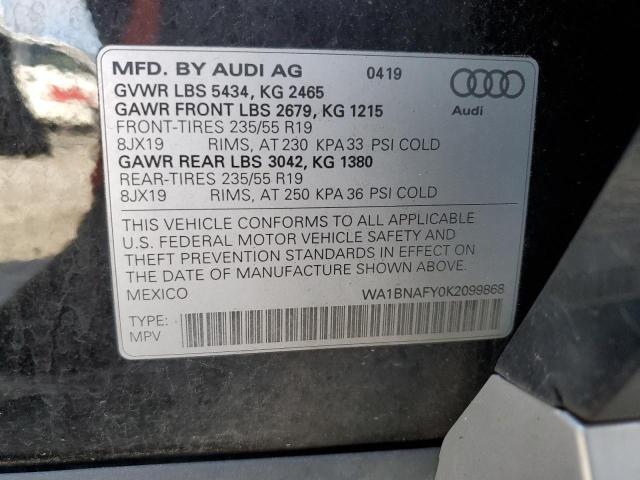 MFD. BY AUDI AG 0419
GVWR LBS 5434, KG 2465
GAWR FRONT LBS 2679, KG 1215
Audi
FRONT-TIRES 235/55 R19
8JX19 RIMS, AT 230 KPA 33 PSI COLD
GAWR REAR LBS 3042, KG 1380
REAR-TIRES 235/55 R19
8JX19 RIMS, AT 250 KPA 36 PSI COLD
THIS VEHICLE CONFORMS TO ALL APPLICABLE
U.S. FEDERAL MOTOR VEHICLE SAFETY AND
THEFT PREVENTION STANDARDS IN EFFECT ON
THE DATE OF MANUFACTURE SHOWN ABOVE.
MEXICO WA1BNAFY0K2099868
TYPE:
MPV